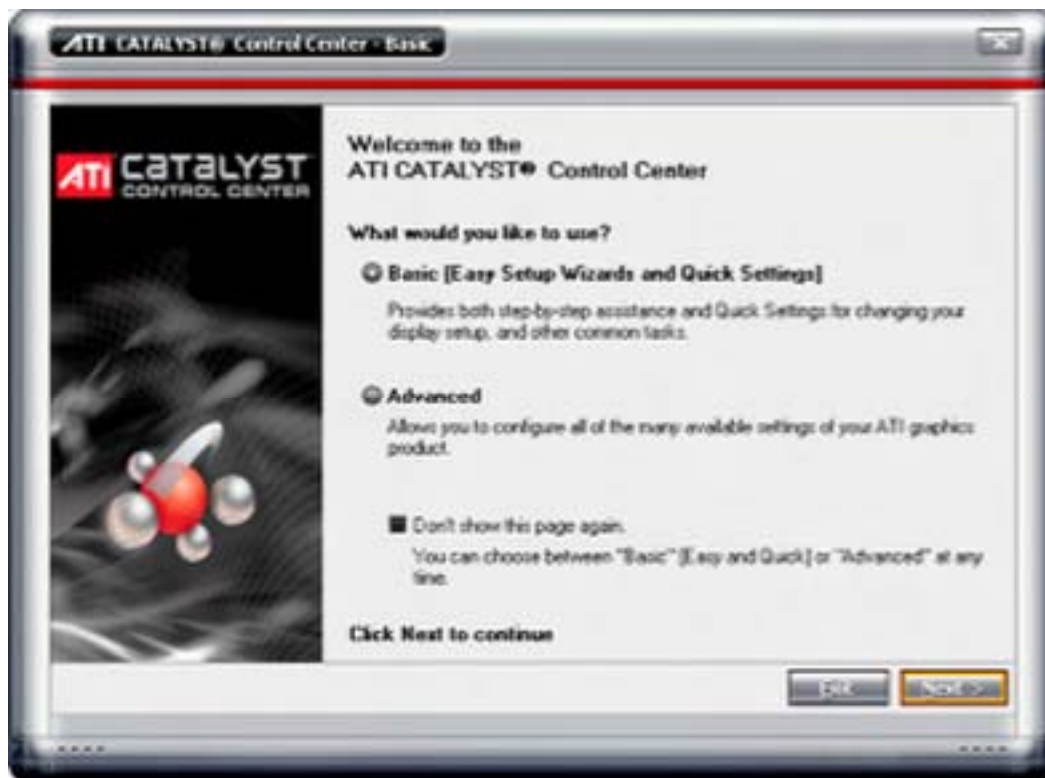 ATI CATALYST® Control Center - Basic
ATI CATALYST
CONTROL CENTER
Welcome to the
ATI CATALYST® Control Center
What would you like to use?
Basic [Easy Setup Wizards and Quick Settings]
Provides both step-by-step assistance and Quick Settings for changing your
display setup, and other common tasks.
Advanced
Allows you to configure all of the many available settings of your ATI graphics
product.
Don't show this page again.
You can choose between "Basic" [Easy and Quick] or "Advanced" at any
time.
Click Next to continue
Exit
Next >